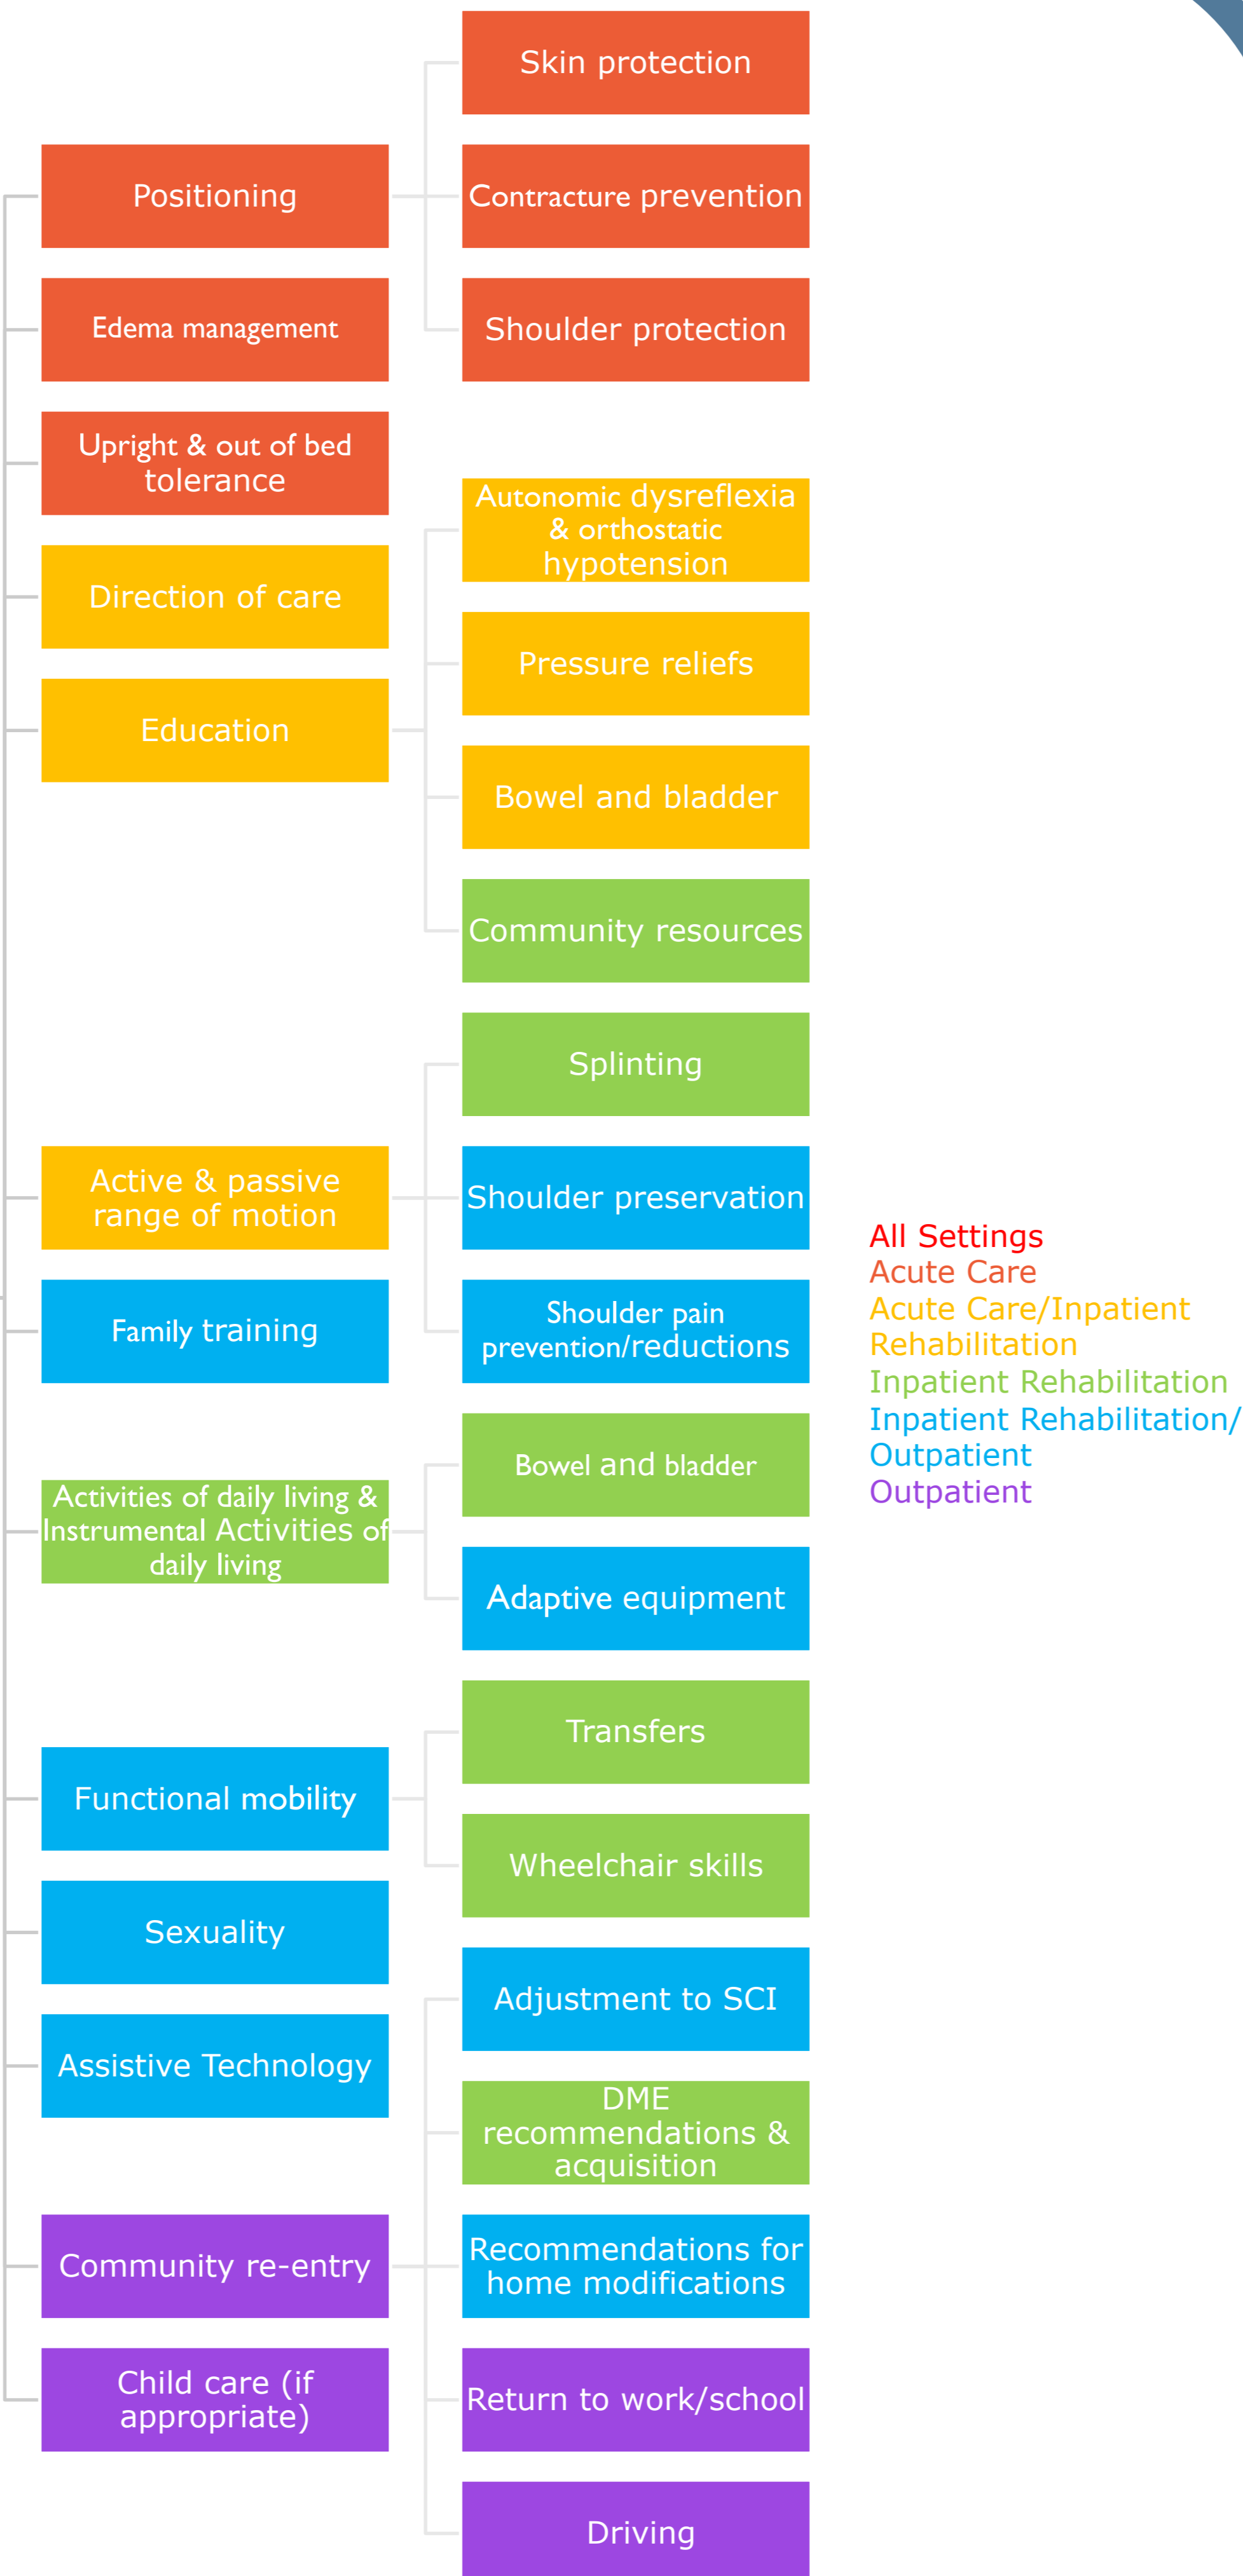 Positioning
Skin protection
Contracture prevention
Shoulder protection
Edema management
Upright & out of bed
tolerance
Direction of care
Education
Autonomic dysreflexia
& orthostatic
hypotension
Pressure reliefs
Bowel and bladder
Community resources
Active & passive
range of motion
Splinting
Shoulder preservation
Shoulder pain
prevention/reductions
Family training
Activities of daily living &
Instrumental Activities of
daily living
Bowel and bladder
Adaptive equipment
Functional mobility
Transfers
Wheelchair skills
Sexuality
Assistive Technology
Community re-entry
Adjustment to SCI
DME
recommendations &
acquisition
Recommendations for
home modifications
Return to work/school
Driving
Child care (if
appropriate)
All Settings
Acute Care
Acute Care/Inpatient
Rehabilitation
Inpatient Rehabilitation
Inpatient Rehabilitation/
Outpatient
Outpatient